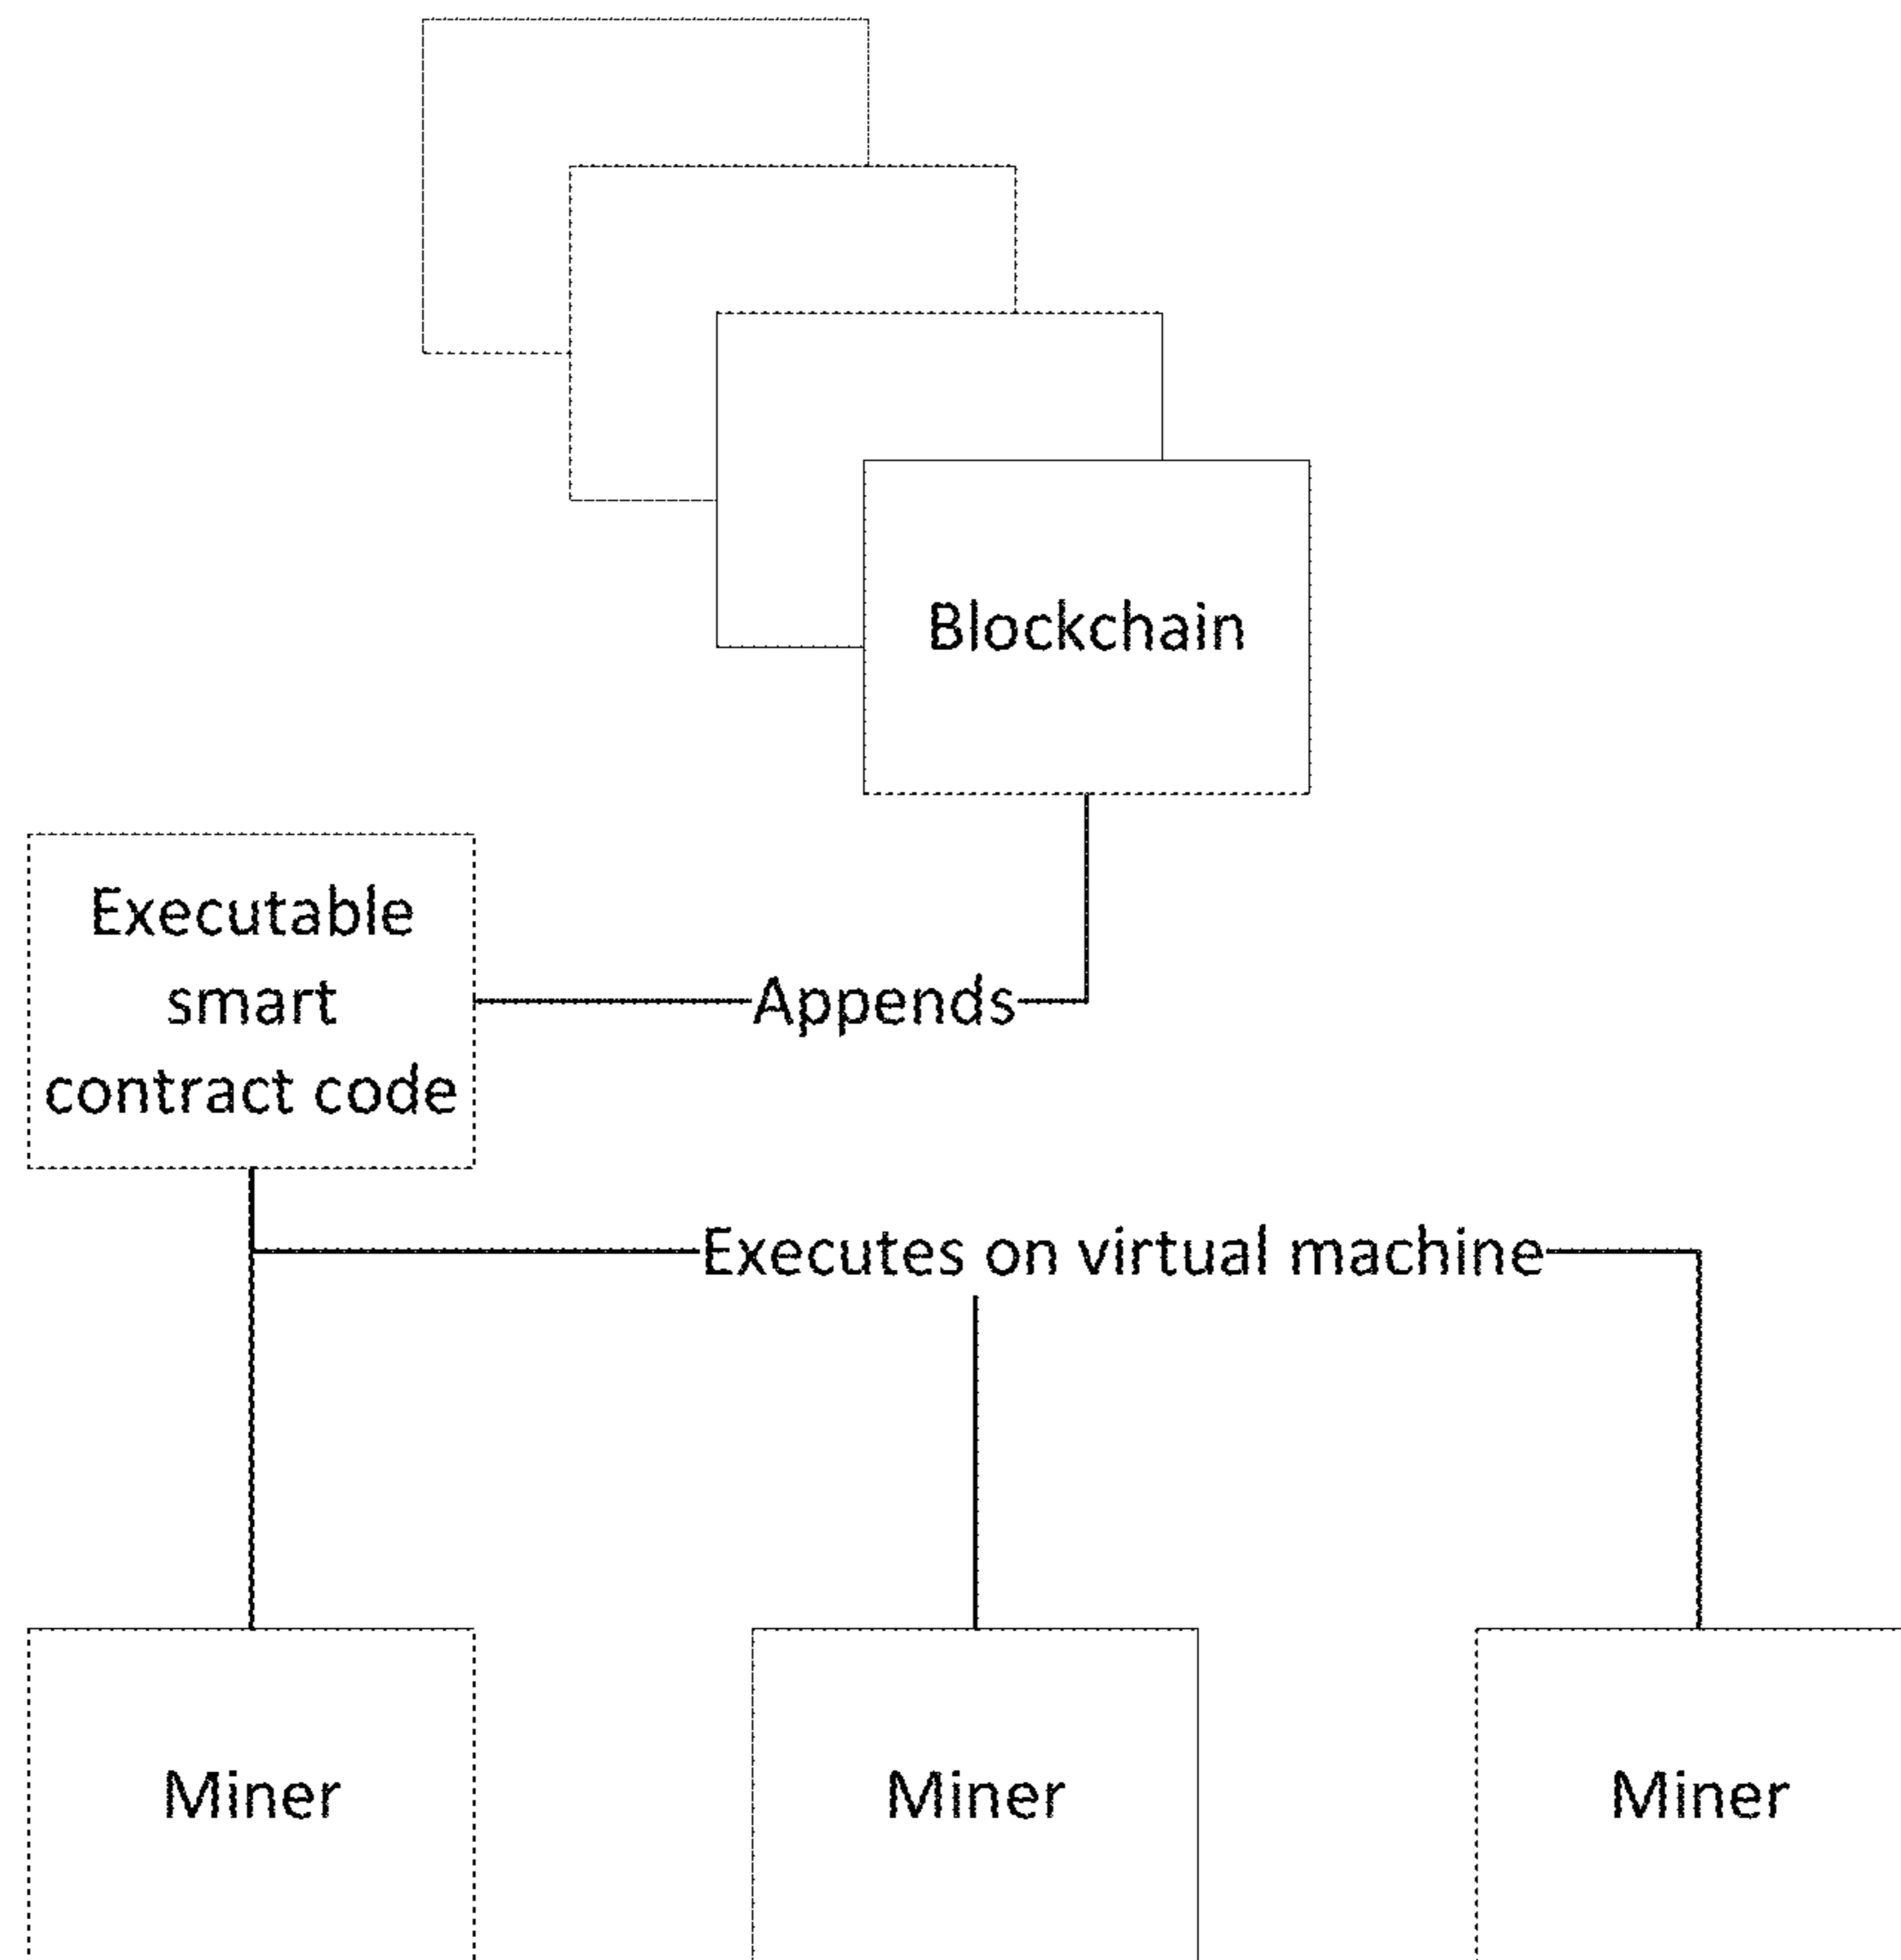 Blockchain
Executable
smart
contract code
Appends
Executes on virtual machine
Miner
Miner
Miner